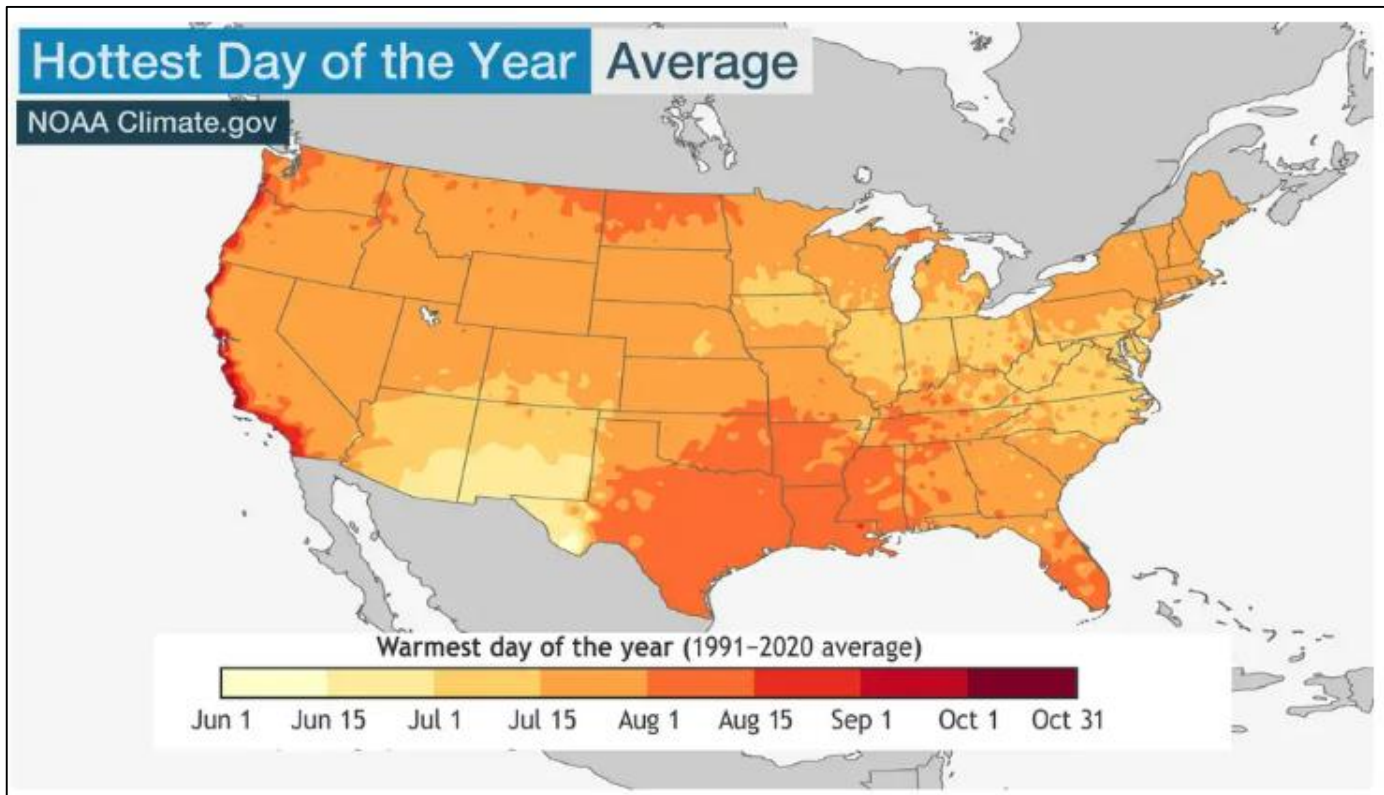 Hottest Day of the Year Average
NOAA Climate.gov
Warmest day of the year (1991–2020 average)
Jun 1 Jun 15 Jul 1 Jul 15 Aug 1 Aug 15 Sep 1 Oct 1 Oct 31